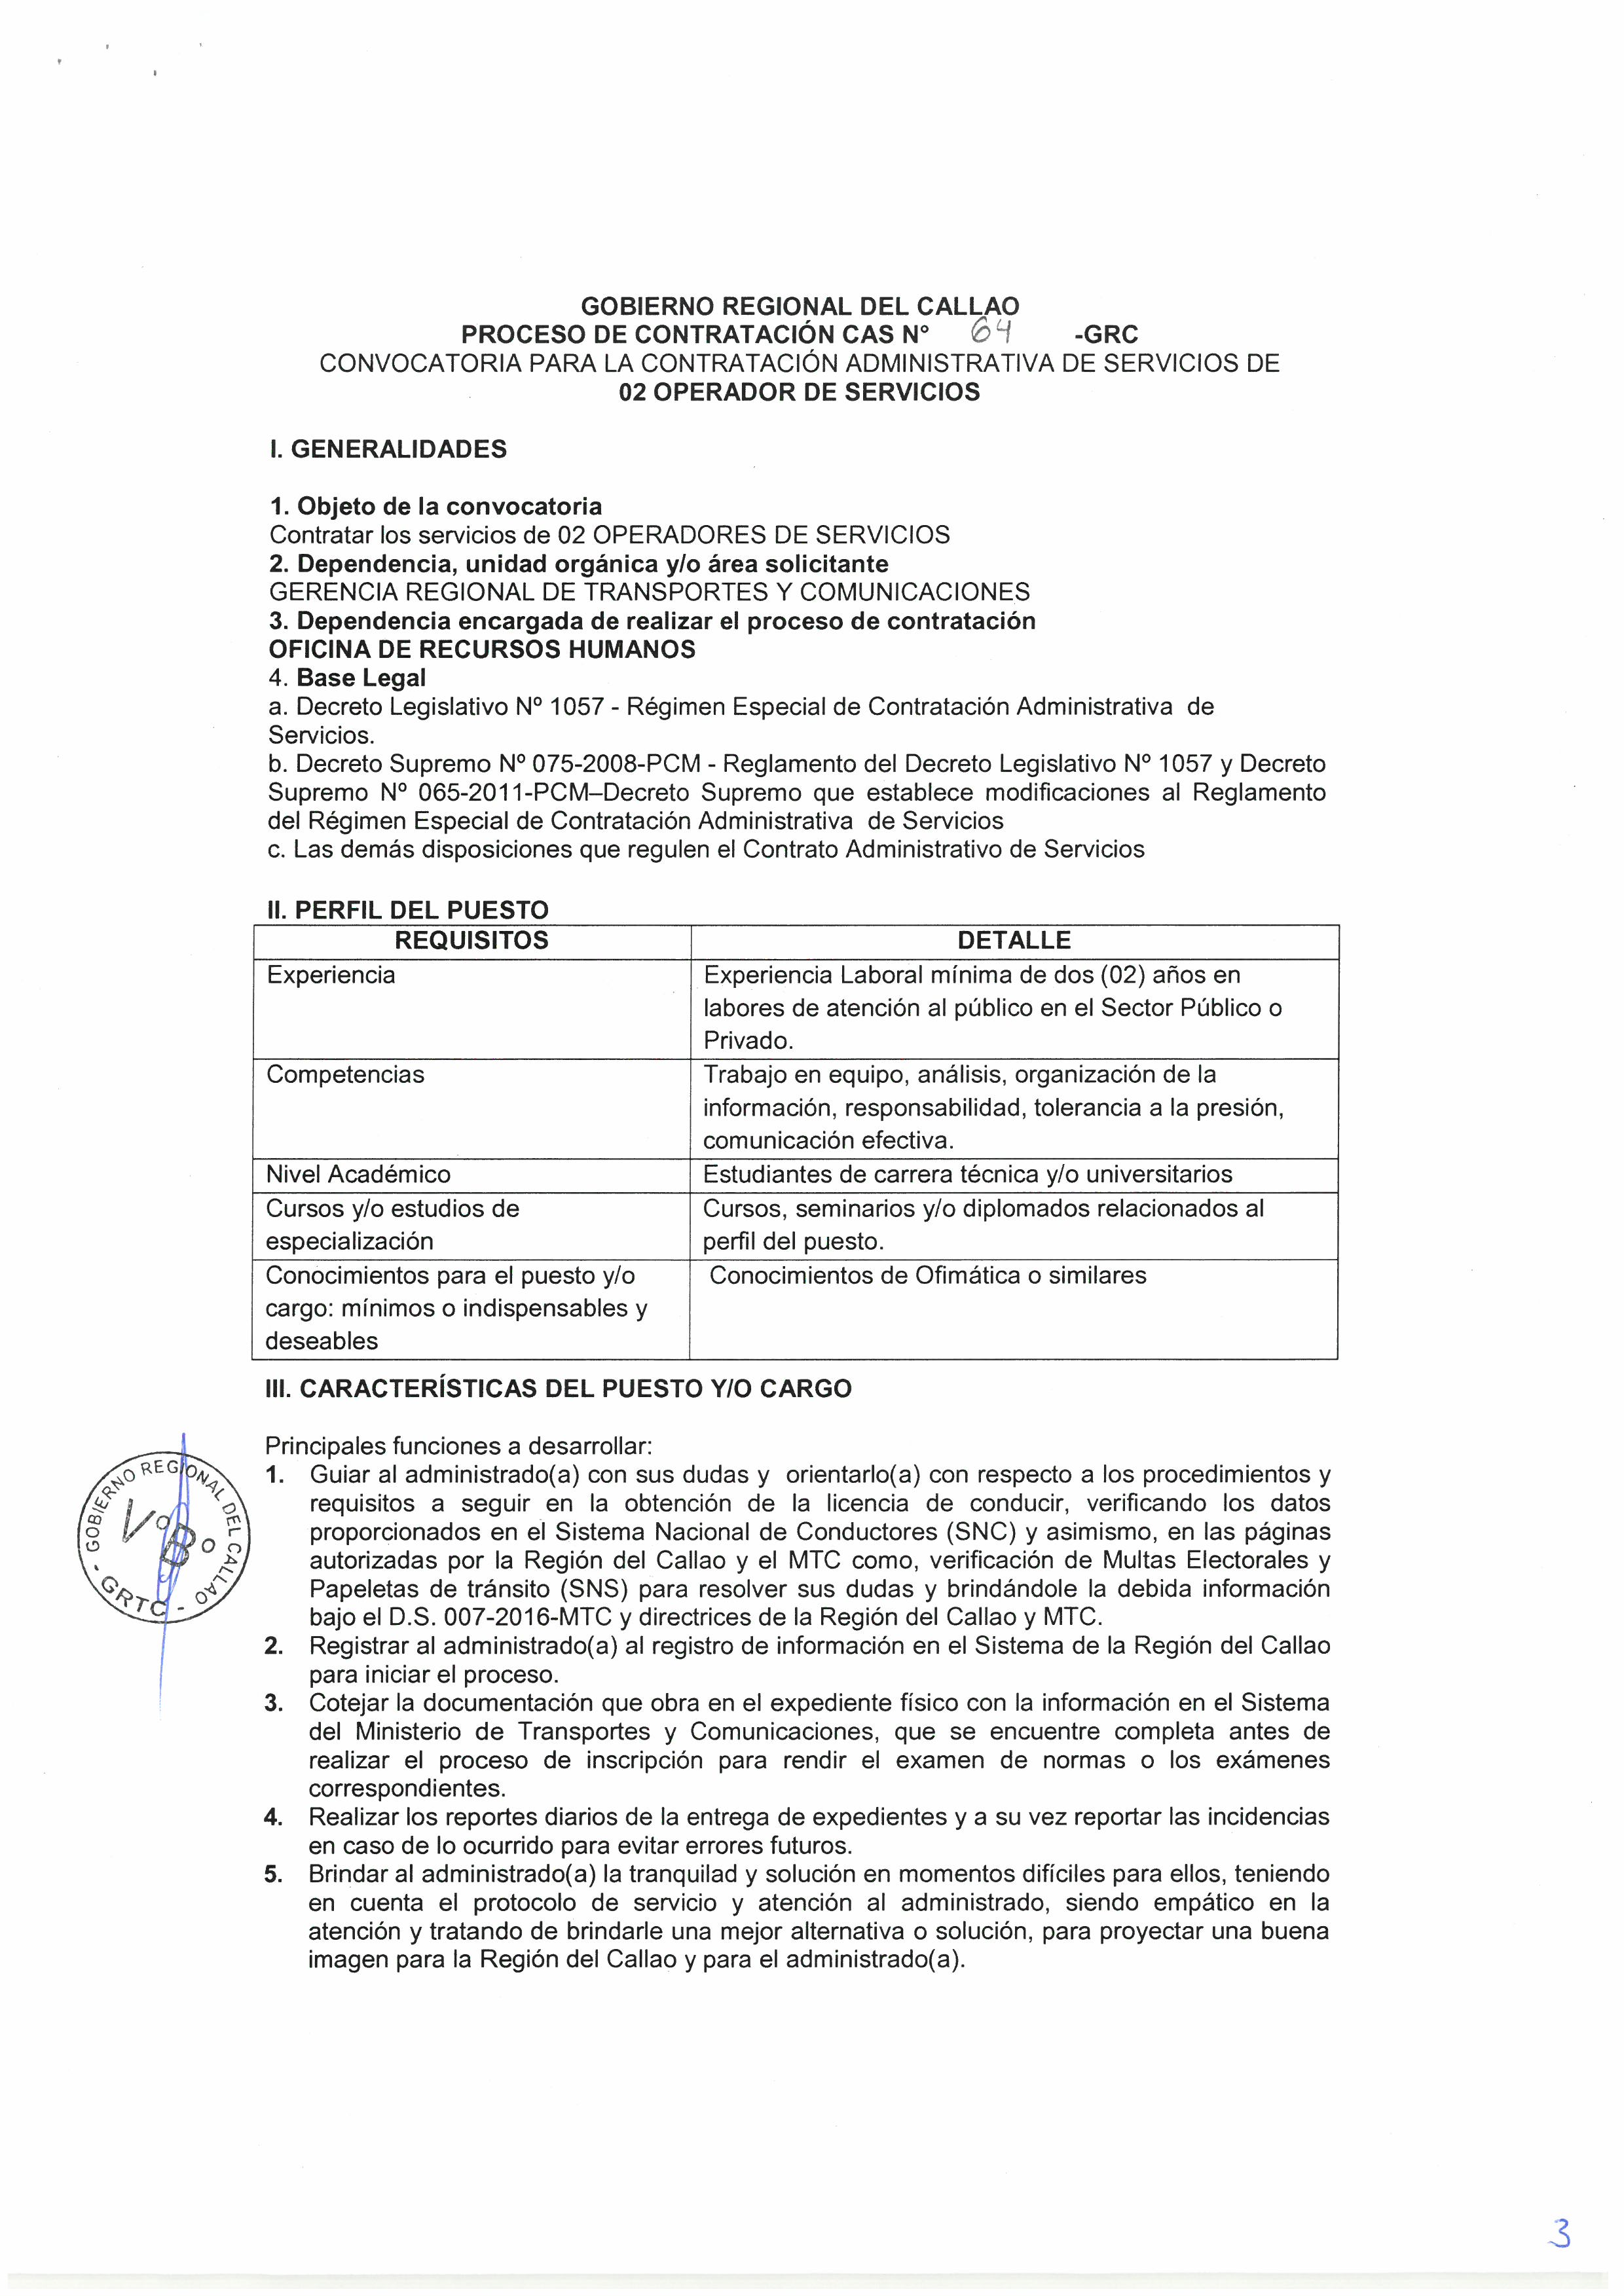 GOBIERNO REGIONAL DEL CALLAO
PROCESO DE CONTRATACIÓN CAS N° 64 -GRC
CONVOCATORIA PARA LA CONTRATACIÓN ADMINISTRATIVA DE SERVICIOS DE
02 OPERADOR DE SERVICIOS
I. GENERALIDADES
1. Objeto de la convocatoria
Contratar los servicios de 02 OPERADORES DE SERVICIOS
2. Dependencia, unidad orgánica y/o área solicitante
GERENCIA REGIONAL DE TRANSPORTES Y COMUNICACIONES
3. Dependencia encargada de realizar el proceso de contratación
OFICINA DE RECURSOS HUMANOS
4. Base Legal
a. Decreto Legislativo Nº 1057 - Régimen Especial de Contratación Administrativa de
Servicios.
b. Decreto Supremo Nº 075-2008-PCM - Reglamento del Decreto Legislativo Nº 1057 y Decreto
Supremo Nº 065-2011-PCM–Decreto Supremo que establece modificaciones al Reglamento
del Régimen Especial de Contratación Administrativa de Servicios
c. Las demás disposiciones que regulen el Contrato Administrativo de Servicios
II. PERFIL DEL PUESTO
REQUISITOS DETALLE
Experiencia Experiencia Laboral mínima de dos (02) años en
labores de atención al público en el Sector Público o
Privado.
Competencias Trabajo en equipo, análisis, organización de la
información, responsabilidad, tolerancia a la presión,
comunicación efectiva.
Nivel Académico Estudiantes de carrera técnica y/o universitarios
Cursos y/o estudios de Cursos, seminarios y/o diplomados relacionados al
especialización perfil del puesto.
Conocimientos para el puesto y/o Conocimientos de Ofimática o similares
cargo: mínimos o indispensables y
deseables
III. CARACTERÍSTICAS DEL PUESTO Y/O CARGO
Principales funciones a desarrollar:
1. Guiar al administrado(a) con sus dudas y orientarlo(a) con respecto a los procedimientos y
requisitos a seguir en la obtención de la licencia de conducir, verificando los datos
proporcionados en el Sistema Nacional de Conductores (SNC) y asimismo, en las páginas
autorizadas por la Región del Callao y el MTC como, verificación de Multas Electorales y
Papeletas de tránsito (SNS) para resolver sus dudas y brindándole la debida información
bajo el D.S. 007-2016-MTC y directrices de la Región del Callao y MTC.
2. Registrar al administrado(a) al registro de información en el Sistema de la Región del Callao
para iniciar el proceso.
3. Cotejar la documentación que obra en el expediente físico con la información en el Sistema
del Ministerio de Transportes y Comunicaciones, que se encuentre completa antes de
realizar el proceso de inscripción para rendir el examen de normas o los exámenes
correspondientes.
4. Realizar los reportes diarios de la entrega de expedientes y a su vez reportar las incidencias
en caso de lo ocurrido para evitar errores futuros.
5. Brindar al administrado(a) la tranquilad y solución en momentos difíciles para ellos, teniendo
en cuenta el protocolo de servicio y atención al administrado, siendo empático en la
atención y tratando de brindarle una mejor alternativa o solución, para proyectar una buena
imagen para la Región del Callao y para el administrado(a).
GOBIERNO REGIONAL DEL CALLAO
VºBº
- GRTC -
3